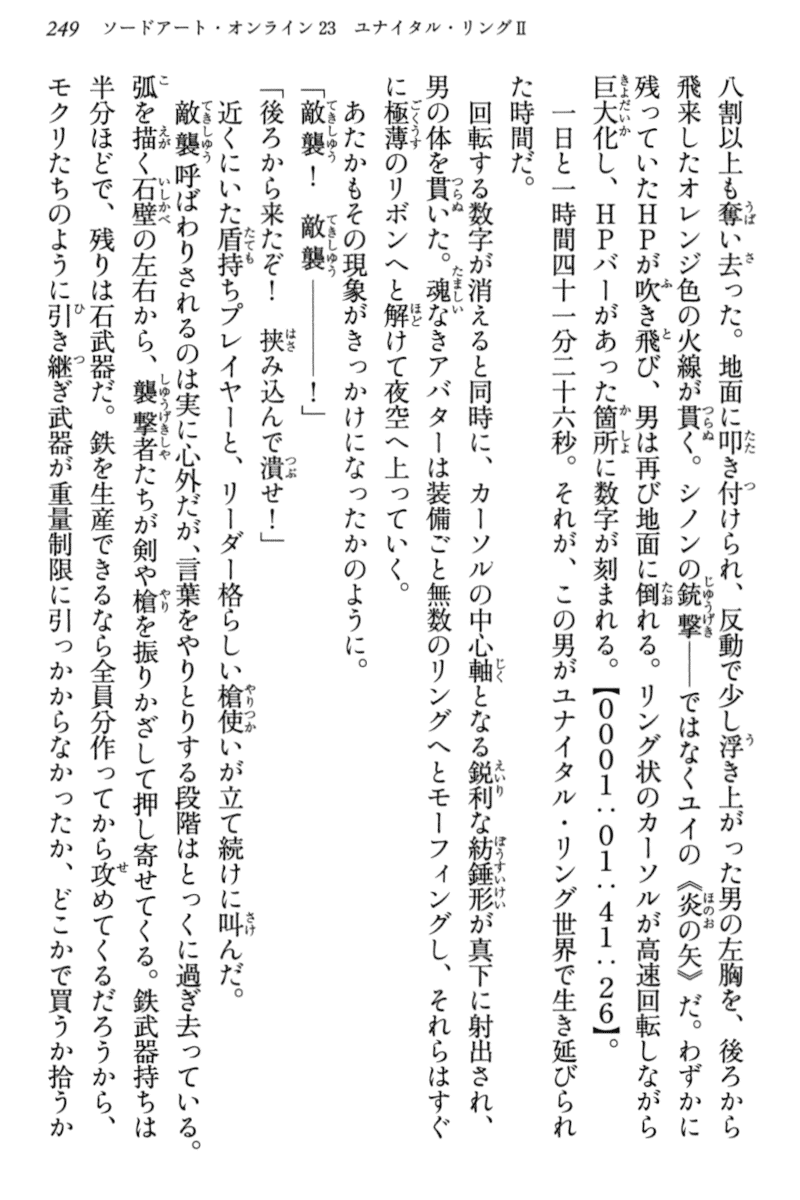 249 ソードアート・オンライン23 ユナイタル・リングⅡ
八割以上も奪い去った。地面に叩き付けられ、反動で少し浮き上がった男の左胸を、後ろから
飛来したオレンジ色の火線が貫く。シノンの銃撃――ではなくユイの《炎の矢》だ。わずかに
残っていたHPが吹き飛び、男は再び地面に倒れる。リング状のカーソルが高速回転しながら
巨大化し、HPバーがあった箇所に数字が刻まれる。【0001：01：41：26】。
一日と一時間四十一分二十六秒。それが、この男がユナイタル・リング世界で生き延びられ
た時間だ。
回転する数字が消えると同時に、カーソルの中心軸となる鋭利な紡錘形が真下に射出され、
男の体を貫いた。魂なきアバターは装備ごと無数のリングへとモーフィングし、それらはすぐ
に極薄のリボンへと解けて夜空へ上っていく。
あたかもその現象がきっかけになったかのように。
「敵襲！　敵襲――――！」
「後ろから来たぞ！　挟み込んで潰せ！」
近くにいた盾持ちプレイヤーと、リーダー格らしい槍使いが立て続けに叫んだ。
敵襲呼ばわりされるのは実に心外だが、言葉をやりとりする段階はとっくに過ぎ去っている。
弧を描く石壁の左右から、襲撃者たちが剣や槍を振りかざして押し寄せてくる。鉄武器持ちは
半分ほどで、残りは石武器だ。鉄を生産できるなら全員分作ってから攻めてくるだろうから、
モクリたちのように引き継ぎ武器が重量制限に引っかからなかったか、どこかで買うか拾うか